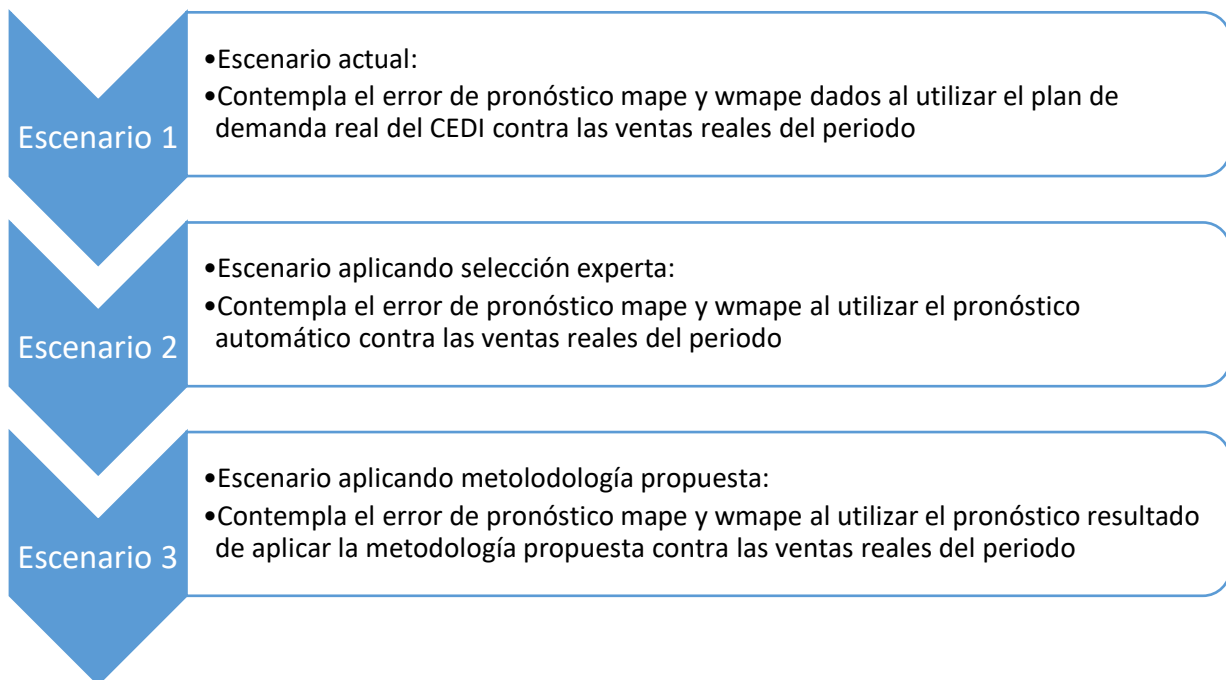 Escenario 1
•Escenario actual:
•Contempla el error de pronóstico mape y wmape dados al utilizar el plan de
demanda real del CEDI contra las ventas reales del periodo
Escenario 2
•Escenario aplicando selección experta:
•Contempla el error de pronóstico mape y wmape al utilizar el pronóstico
automático contra las ventas reales del periodo
Escenario 3
•Escenario aplicando metolodología propuesta:
•Contempla el error de pronóstico mape y wmape al utilizar el pronóstico resultado
de aplicar la metodología propuesta contra las ventas reales del periodo